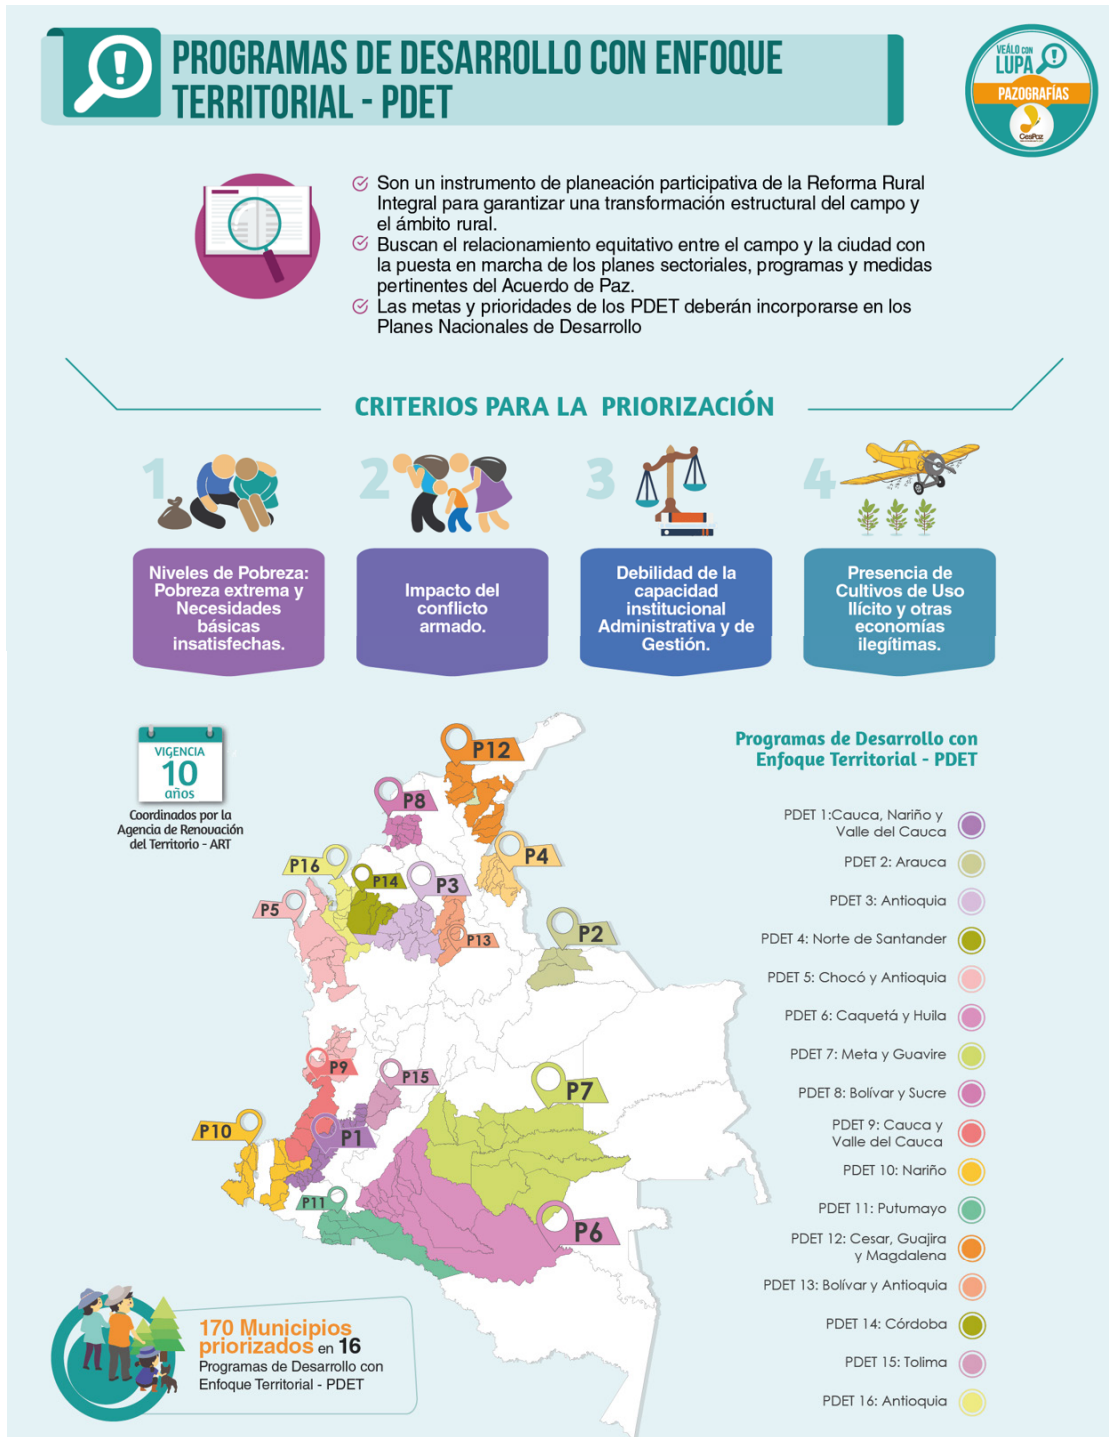 PROGRAMAS DE DESARROLLO CON ENFOQUE
TERRITORIAL - PDET
VEÁLO CON
LUPA
PAZOGRAFÍAS
CesPaz
Son un instrumento de planeación participativa de la Reforma Rural
Integral para garantizar una transformación estructural del campo y
el ámbito rural.
Buscan el relacionamiento equitativo entre el campo y la ciudad con
la puesta en marcha de los planes sectoriales, programas y medidas
pertinentes del Acuerdo de Paz.
Las metas y prioridades de los PDET deberán incorporarse en los
Planes Nacionales de Desarrollo
CRITERIOS PARA LA PRIORIZACIÓN
1
2
3
4
Niveles de Pobreza:
Pobreza extrema y
Necesidades
básicas
insatisfechas.
Impacto del
conflicto
armado.
Debilidad de la
capacidad
institucional
Administrativa y de
Gestión.
Presencia de
Cultivos de Uso
Ilícito y otras
economías
ilegítimas.
VIGENCIA
10
años
Coordinados por la
Agencia de Renovación
del Territorio - ART
P12
P8
P16
P14
P3
P4
P5
P13
P2
P9
P15
P7
P10
P1
P11
P6
Programas de Desarrollo con
Enfoque Territorial - PDET
PDET 1:Cauca, Nariño y
Valle del Cauca
PDET 2: Arauca
PDET 3: Antioquia
PDET 4: Norte de Santander
PDET 5: Chocó y Antioquia
PDET 6: Caquetá y Huila
PDET 7: Meta y Guavire
PDET 8: Bolívar y Sucre
PDET 9: Cauca y
Valle del Cauca
PDET 10: Nariño
PDET 11: Putumayo
PDET 12: Cesar, Guajira
y Magdalena
PDET 13: Bolívar y Antioquia
PDET 14: Córdoba
PDET 15: Tolima
PDET 16: Antioquia
170 Municipios
priorizados en 16
Programas de Desarrollo con
Enfoque Territorial - PDET